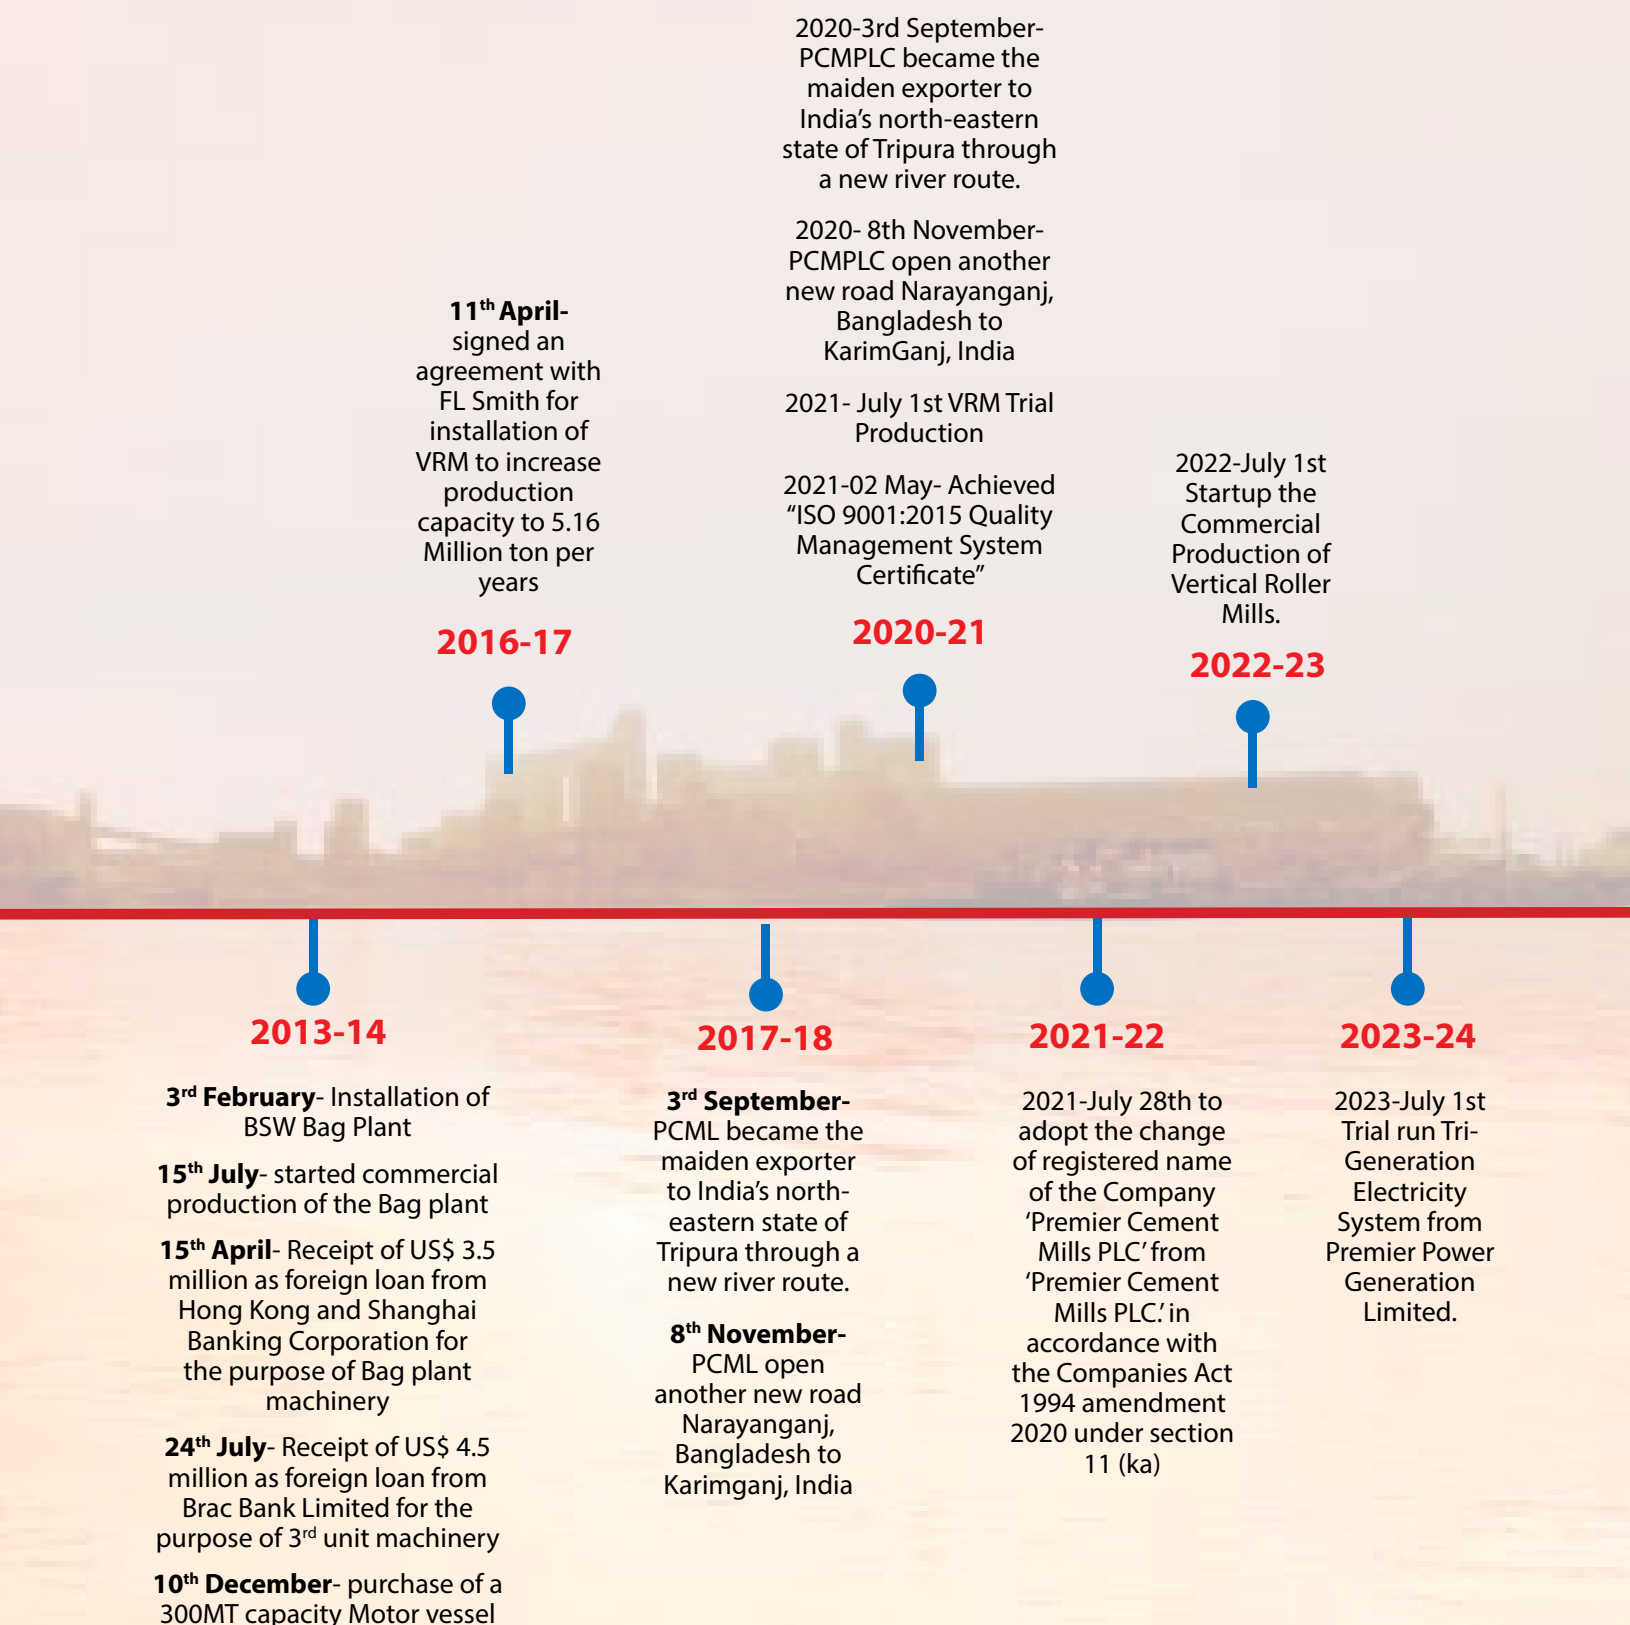 2020-3rd September-
PCMPLC became the
maiden exporter to
India’s north-eastern
state of Tripura through
a new river route.
2020- 8th November-
PCMPLC open another
new road Narayanganj,
Bangladesh to
KarimGanj, India
2021- July 1st VRM Trial
Production
2021-02 May- Achieved
“ISO 9001:2015 Quality
Management System
Certificate”
2020-21
11th April-
signed an
agreement with
FL Smith for
installation of
VRM to increase
production
capacity to 5.16
Million ton per
years
2016-17
2022-July 1st
Startup the
Commercial
Production of
Vertical Roller
Mills.
2022-23
2013-14
3rd February- Installation of
BSW Bag Plant
15th July- started commercial
production of the Bag plant
15th April- Receipt of US$ 3.5
million as foreign loan from
Hong Kong and Shanghai
Banking Corporation for
the purpose of Bag plant
machinery
24th July- Receipt of US$ 4.5
million as foreign loan from
Brac Bank Limited for the
purpose of 3rd unit machinery
10th December- purchase of a
300MT capacity Motor vessel
2017-18
3rd September-
PCML became the
maiden exporter
to India’s north-
eastern state of
Tripura through a
new river route.
8th November-
PCML open
another new road
Narayanganj,
Bangladesh to
Karimganj, India
2021-22
2021-July 28th to
adopt the change
of registered name
of the Company
‘Premier Cement
Mills PLC’ from
‘Premier Cement
Mills PLC.’ in
accordance with
the Companies Act
1994 amendment
2020 under section
11 (ka)
2023-24
2023-July 1st
Trial run Tri-
Generation
Electricity
System from
Premier Power
Generation
Limited.